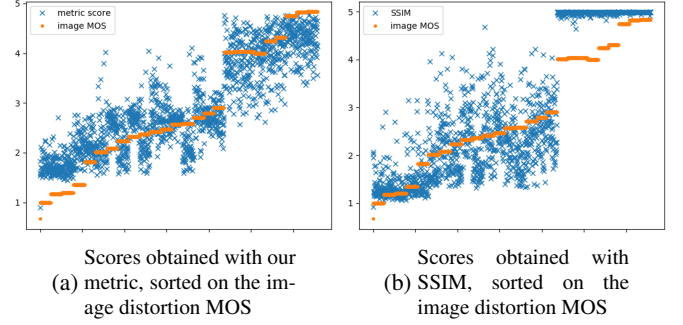 5
4
3
2
1
metric score
image MOS
5
4
3
2
1
SSIM
image MOS
(a) Scores obtained with our
metric, sorted on the im-
age distortion MOS
(b) Scores obtained with
SSIM, sorted on the
image distortion MOS